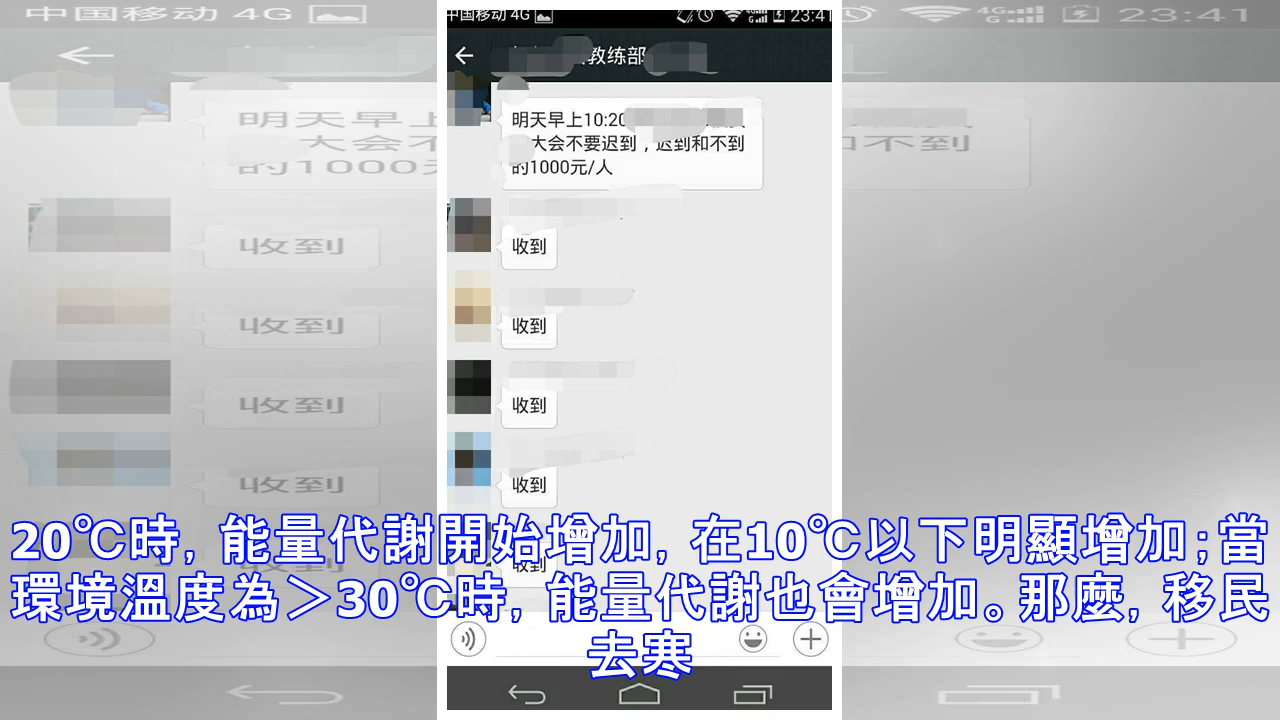 中国移动 4G
4G
23:41
教练部
明天早上10:20
大会不要迟到，迟到和不到
的1000元/人
收到
收到
收到
收到
收到
20℃時，能量代謝開始增加，在10℃以下明顯增加；當
環境溫度為＞30℃時，能量代謝也會增加。那麼，移民
去寒